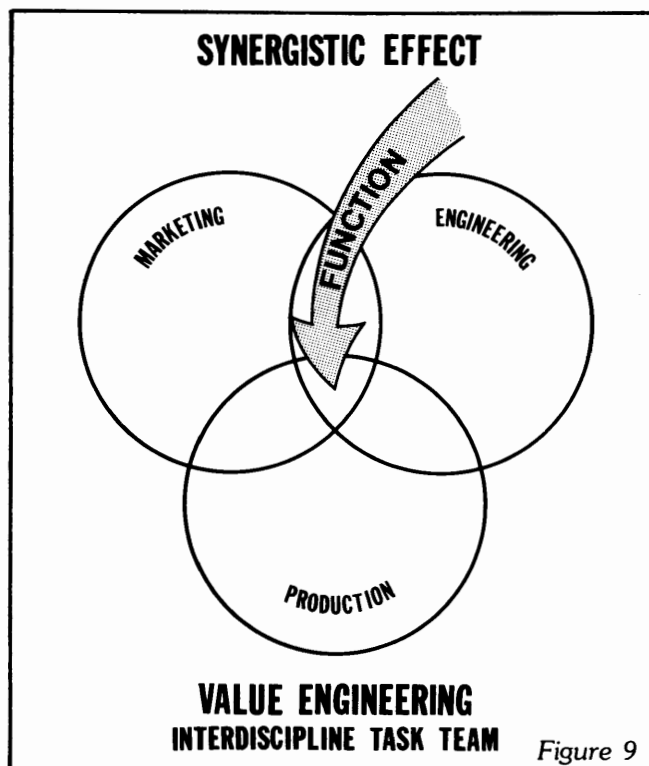 SYNERGISTIC EFFECT
FUNCTION
MARKETING
ENGINEERING
PRODUCTION
VALUE ENGINEERING
INTERDISCIPLINE TASK TEAM
Figure 9